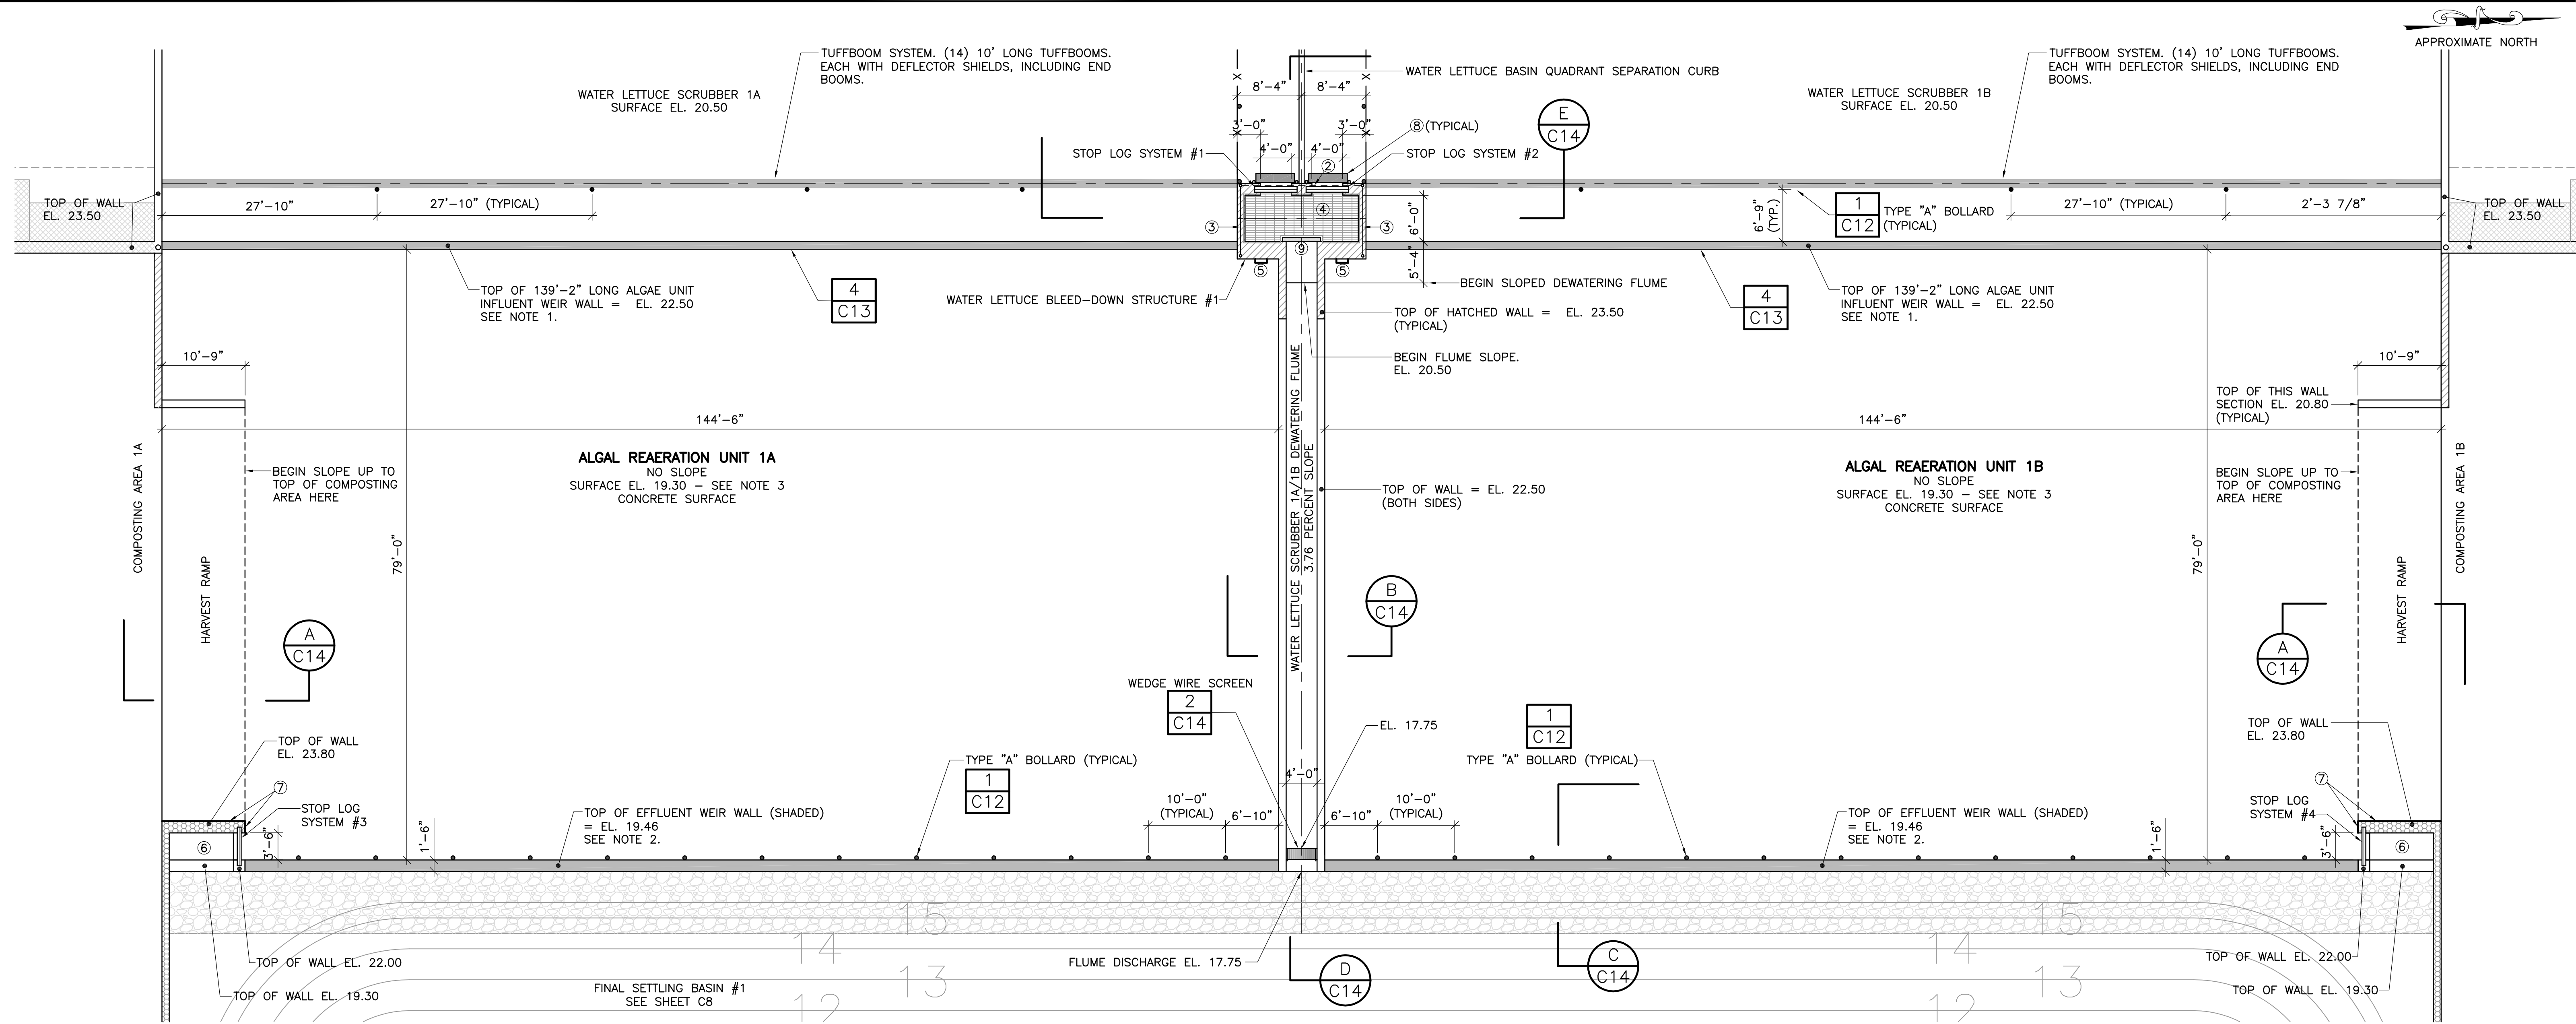 APPROXIMATE NORTH
TUFFBOOM SYSTEM. (14) 10' LONG TUFFBOOMS.
EACH WITH DEFLECTOR SHIELDS, INCLUDING END
BOOMS.
WATER LETTUCE SCRUBBER 1A
SURFACE EL. 20.50
X
X
8'-4"
8'-4"
WATER LETTUCE BASIN QUADRANT SEPARATION CURB
TUFFBOOM SYSTEM. (14) 10' LONG TUFFBOOMS.
EACH WITH DEFLECTOR SHIELDS, INCLUDING END
BOOMS.
WATER LETTUCE SCRUBBER 1B
SURFACE EL. 20.50
3'-0"
3'-0"
X
X
8 (TYPICAL)
E
C14
STOP LOG SYSTEM #1
4'-0"
4'-0"
STOP LOG SYSTEM #2
2
TOP OF WALL
EL. 23.50
27'-10"
27'-10" (TYPICAL)
3
4
3
9
5
5
6'-0"
5'-4"
6'-9"
(TYP.)
1
C12
TYPE "A" BOLLARD
(TYPICAL)
27'-10" (TYPICAL)
2'-3 7/8"
TOP OF WALL
EL. 23.50
TOP OF 139'-2" LONG ALGAE UNIT
INFLUENT WEIR WALL = EL. 22.50
SEE NOTE 1.
4
C13
WATER LETTUCE BLEED-DOWN STRUCTURE #1
BEGIN SLOPED DEWATERING FLUME
TOP OF HATCHED WALL = EL. 23.50
(TYPICAL)
4
C13
TOP OF 139'-2" LONG ALGAE UNIT
INFLUENT WEIR WALL = EL. 22.50
SEE NOTE 1.
BEGIN FLUME SLOPE.
EL. 20.50
10'-9"
10'-9"
144'-6"
144'-6"
TOP OF THIS WALL
SECTION EL. 20.80
(TYPICAL)
COMPOSTING AREA 1A
BEGIN SLOPE UP TO
TOP OF COMPOSTING
AREA HERE
ALGAL REAERATION UNIT 1A
NO SLOPE
SURFACE EL. 19.30 - SEE NOTE 3
CONCRETE SURFACE
WATER LETTUCE SCRUBBER 1A/1B DEWATERING FLUME
3.76 PERCENT SLOPE
TOP OF WALL = EL. 22.50
(BOTH SIDES)
ALGAL REAERATION UNIT 1B
NO SLOPE
SURFACE EL. 19.30 - SEE NOTE 3
CONCRETE SURFACE
BEGIN SLOPE UP TO
TOP OF COMPOSTING
AREA HERE
COMPOSTING AREA 1B
79'-0"
79'-0"
HARVEST RAMP
HARVEST RAMP
A
C14
B
C14
A
C14
WEDGE WIRE SCREEN
2
C14
EL. 17.75
1
C12
TYPE "A" BOLLARD (TYPICAL)
TOP OF WALL
EL. 23.80
TYPE "A" BOLLARD (TYPICAL)
1
C12
4'-0"
TOP OF WALL
EL. 23.80
7
STOP LOG
SYSTEM #3
6
3'-6"
1'-6"
TOP OF EFFLUENT WEIR WALL (SHADED)
= EL. 19.46
SEE NOTE 2.
10'-0"
(TYPICAL)
6'-10"
6'-10"
10'-0"
(TYPICAL)
TOP OF EFFLUENT WEIR WALL (SHADED)
= EL. 19.46
SEE NOTE 2.
1'-6"
7
STOP LOG
SYSTEM #4
3'-6"
6
15
15
14
14
13
13
12
12
TOP OF WALL EL. 22.00
TOP OF WALL EL. 19.30
FINAL SETTLING BASIN #1
SEE SHEET C8
FLUME DISCHARGE EL. 17.75
D
C14
C
C14
TOP OF WALL EL. 22.00
TOP OF WALL EL. 19.30